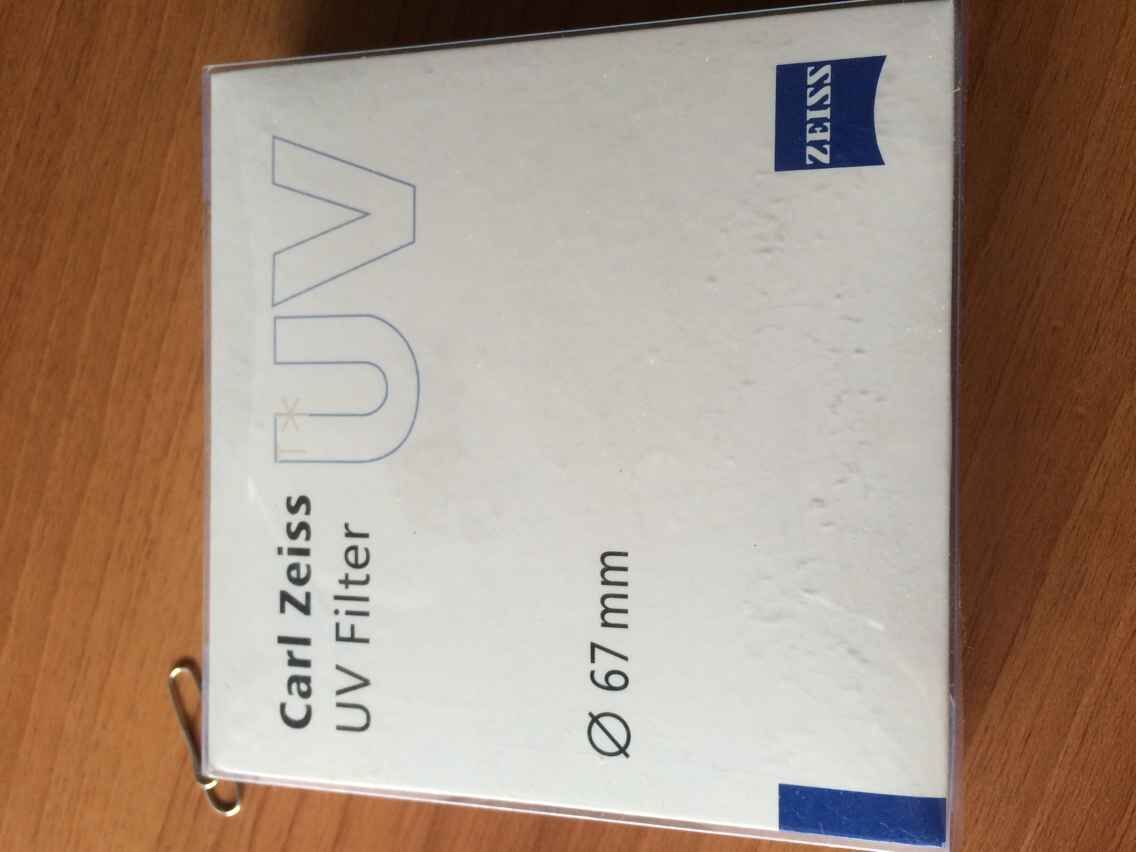 Carl Zeiss
UV Filter
T*
UV
Ø 67 mm
ZEISS